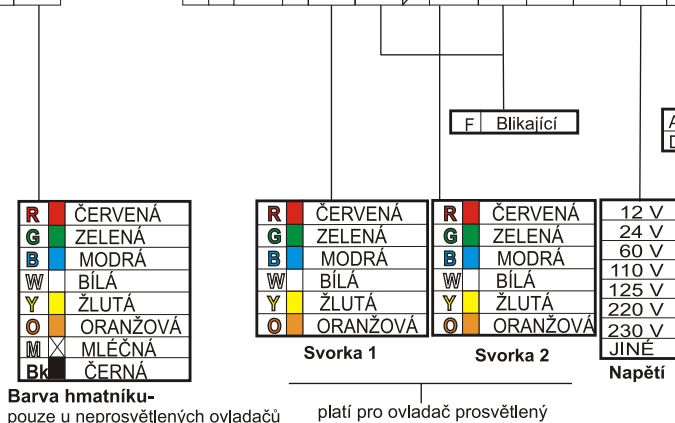 F Blikající
A
D
R ČERVENÁ
G ZELENÁ
B MODRÁ
W BÍLÁ
Y ŽLUTÁ
O ORANŽOVÁ
M MLÉČNÁ
Bk ČERNÁ
Barva hmatníku-
pouze u neprosvětlených ovladačů
R ČERVENÁ
G ZELENÁ
B MODRÁ
W BÍLÁ
Y ŽLUTÁ
O ORANŽOVÁ
Svorka 1
R ČERVENÁ
G ZELENÁ
B MODRÁ
W BÍLÁ
Y ŽLUTÁ
O ORANŽOVÁ
Svorka 2
platí pro ovladač prosvětlený
12 V
24 V
60 V
110 V
125 V
220 V
230 V
JINÉ
Napětí